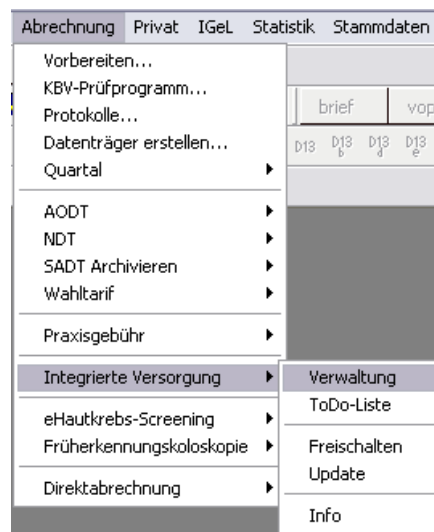 Abrechnung Privat IGeL Statistik Stammdaten
Vorbereiten...
KBV-Prüfprogramm...
Protokolle...
Datenträger erstellen...
Quartal
brief vop
D13 D13 b D13 d D13 e
AODT
NDT
SADT Archivieren
Wahltarif
Praxisgebühr
Integrierte Versorgung
eHautkrebs-Screening
Früherkennungskoloskopie
Direktabrechnung
Verwaltung
ToDo-Liste
Freischalten
Update
Info